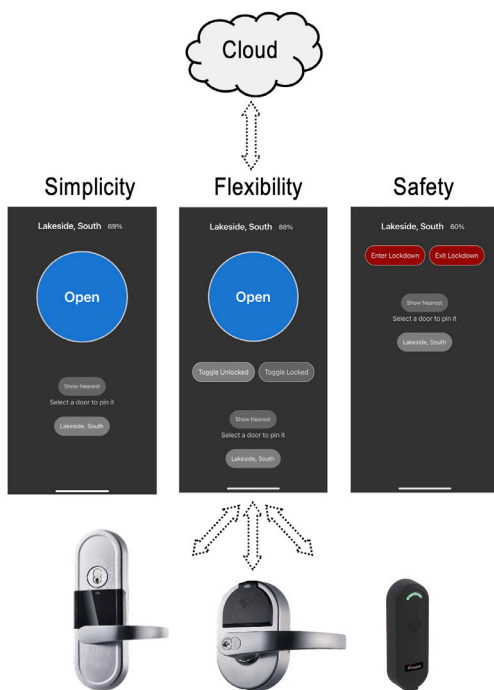 Cloud
Simplicity
Flexibility
Safety
Lakeside, South 69%
Open
Show Nearest
Select a door to pin it
Lakeside, South
Lakeside, South 88%
Open
Toggle Unlocked
Toggle Locked
Show Nearest
Select a door to pin it
Lakeside, South
Lakeside, South 60%
Enter Lockdown
Exit Lockdown
Show Nearest
Select a door to pin it
Lakeside, South